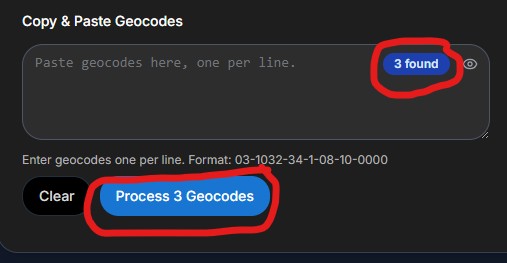 Copy & Paste Geocodes
Paste geocodes here, one per line.
3 found
Enter geocodes one per line. Format: 03-1032-34-1-08-10-0000
Clear
Process 3 Geocodes